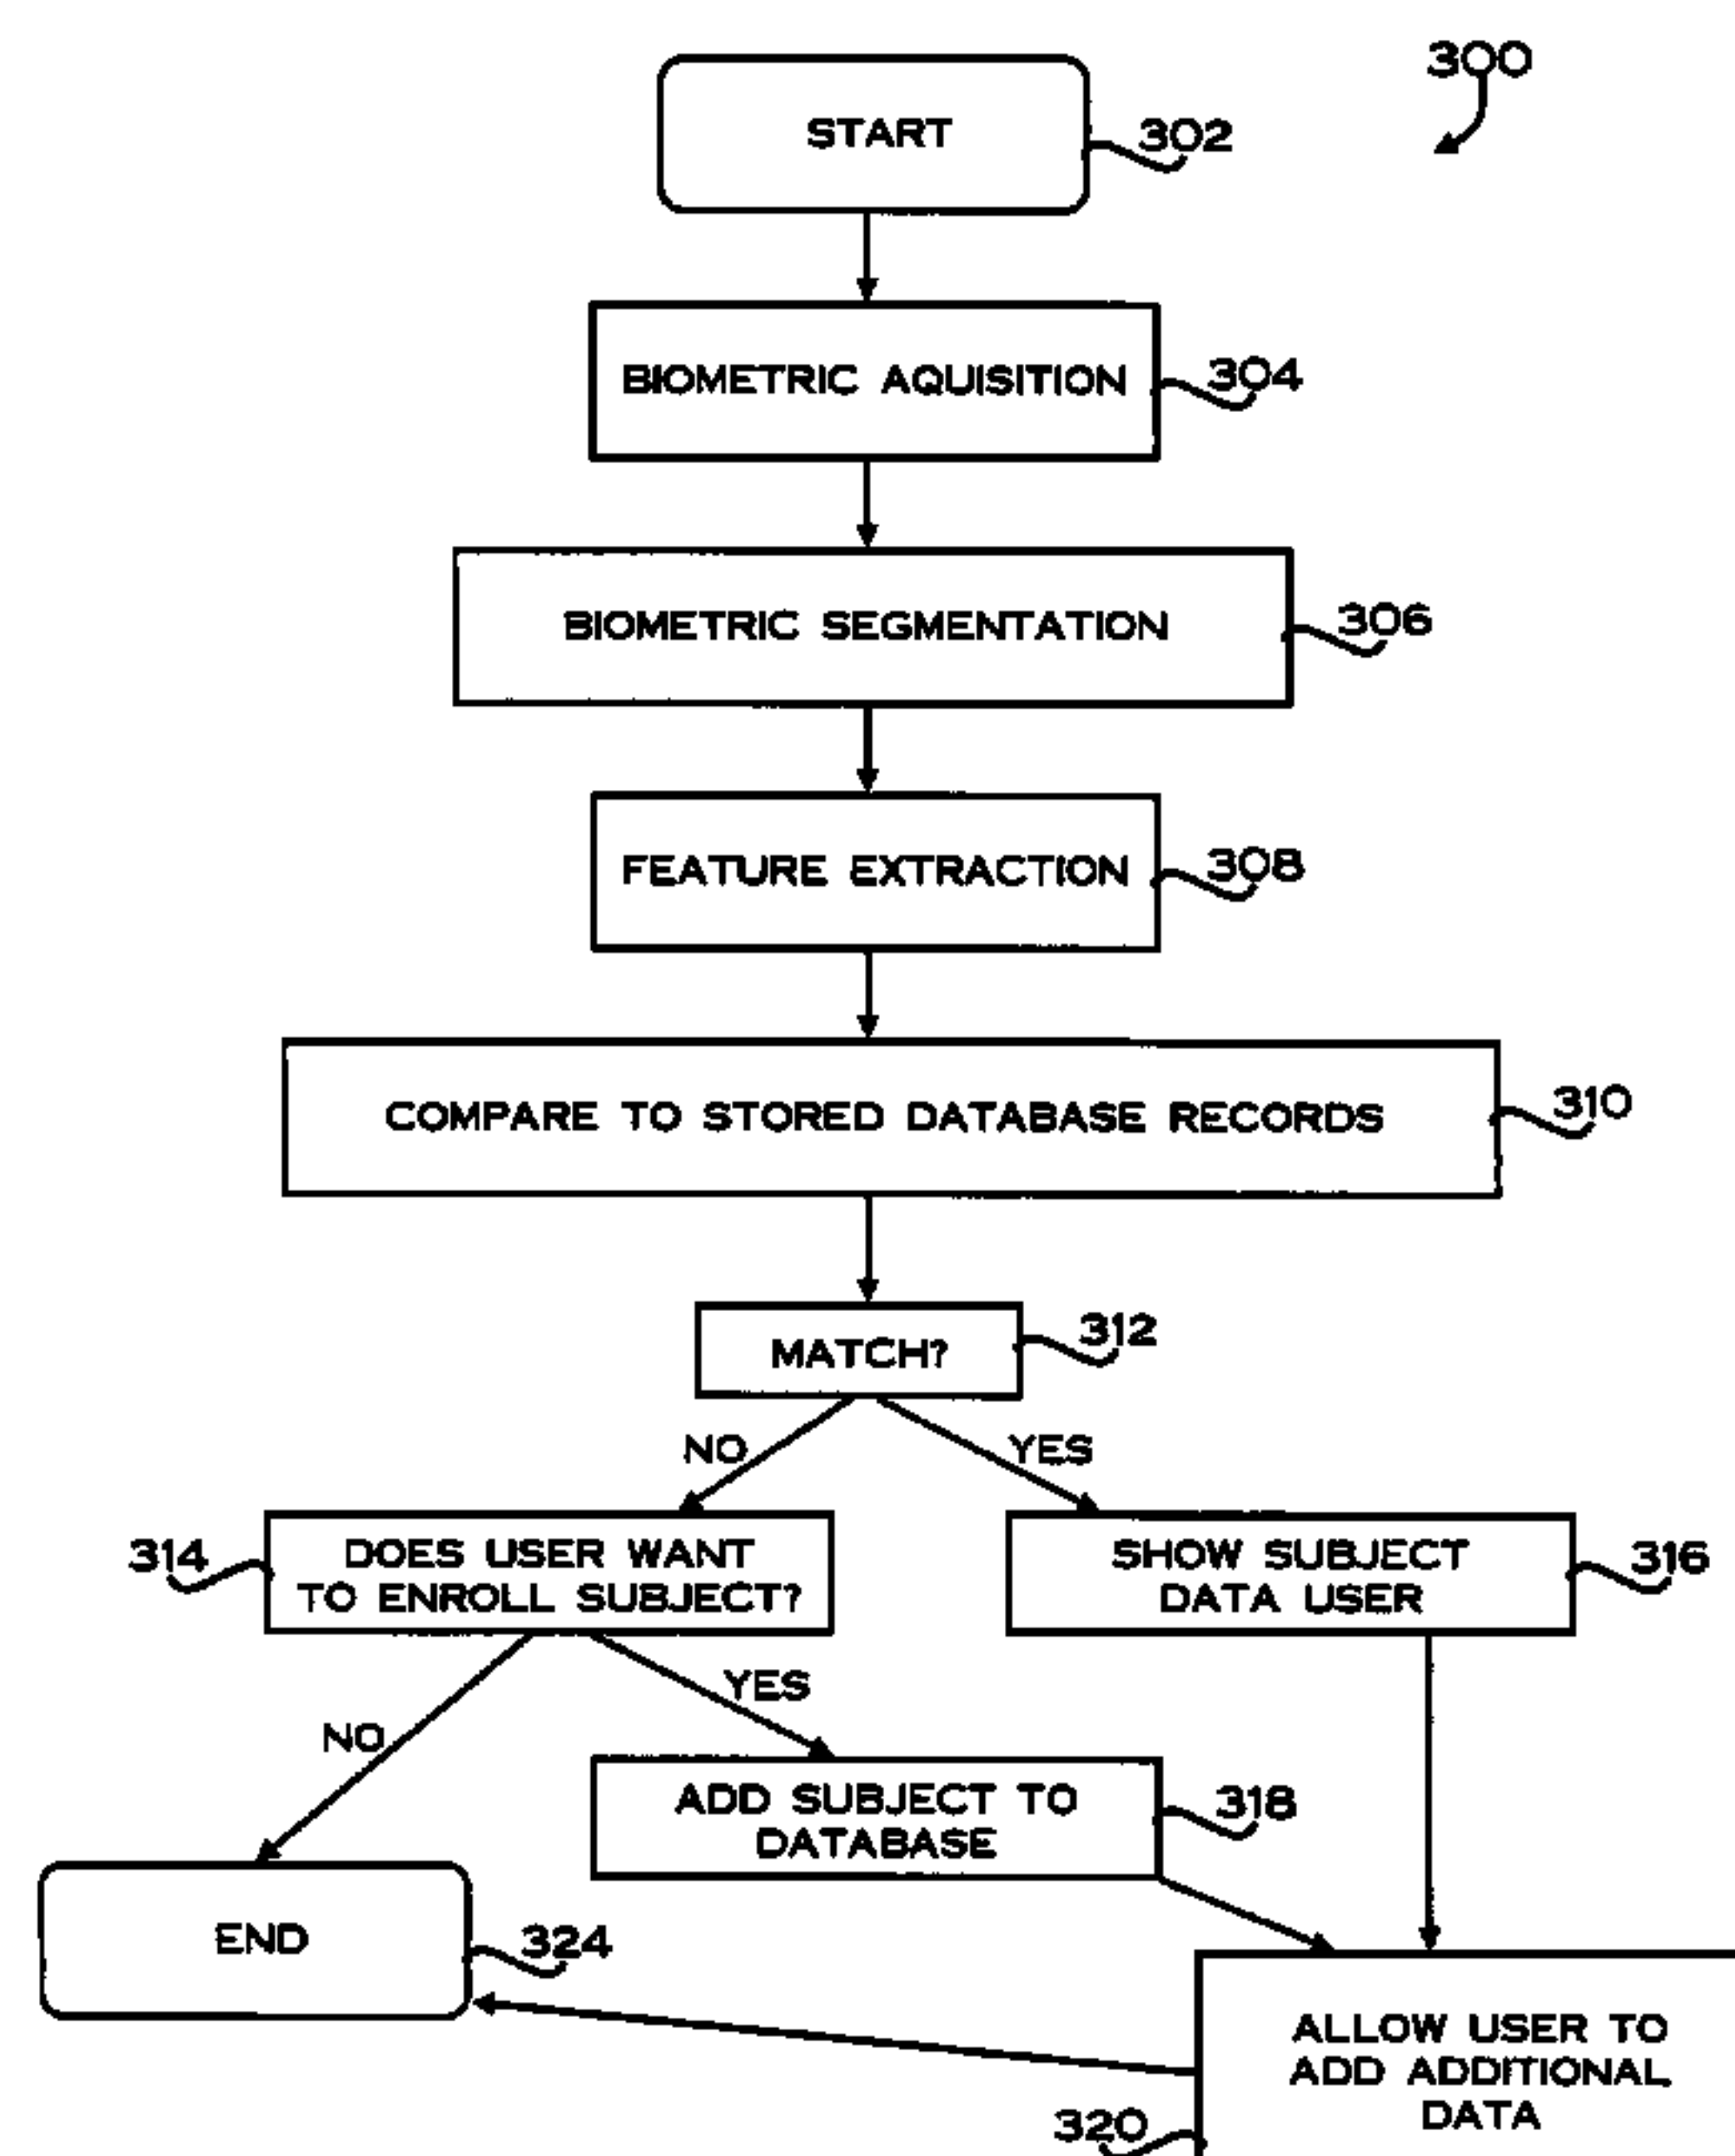 300
START
302
BIOMETRIC AQUISITION
304
BIOMETRIC SEGMENTATION
306
FEATURE EXTRACTION
308
COMPARE TO STORED DATABASE RECORDS
310
MATCH?
312
NO
YES
314
DOES USER WANT
TO ENROLL SUBJECT?
SHOW SUBJECT
DATA USER
316
YES
NO
ADD SUBJECT TO
DATABASE
318
END
324
ALLOW USER TO
ADD ADDITIONAL
DATA
320